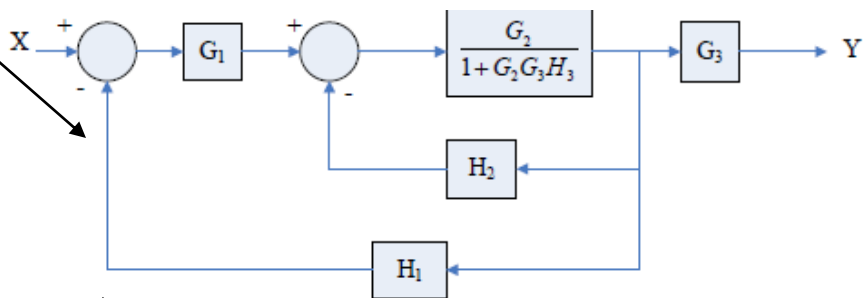 +
X
-
G₁
+
-
G₂
1 + G₂G₃H₃
G₃
Y
H₂
H₁